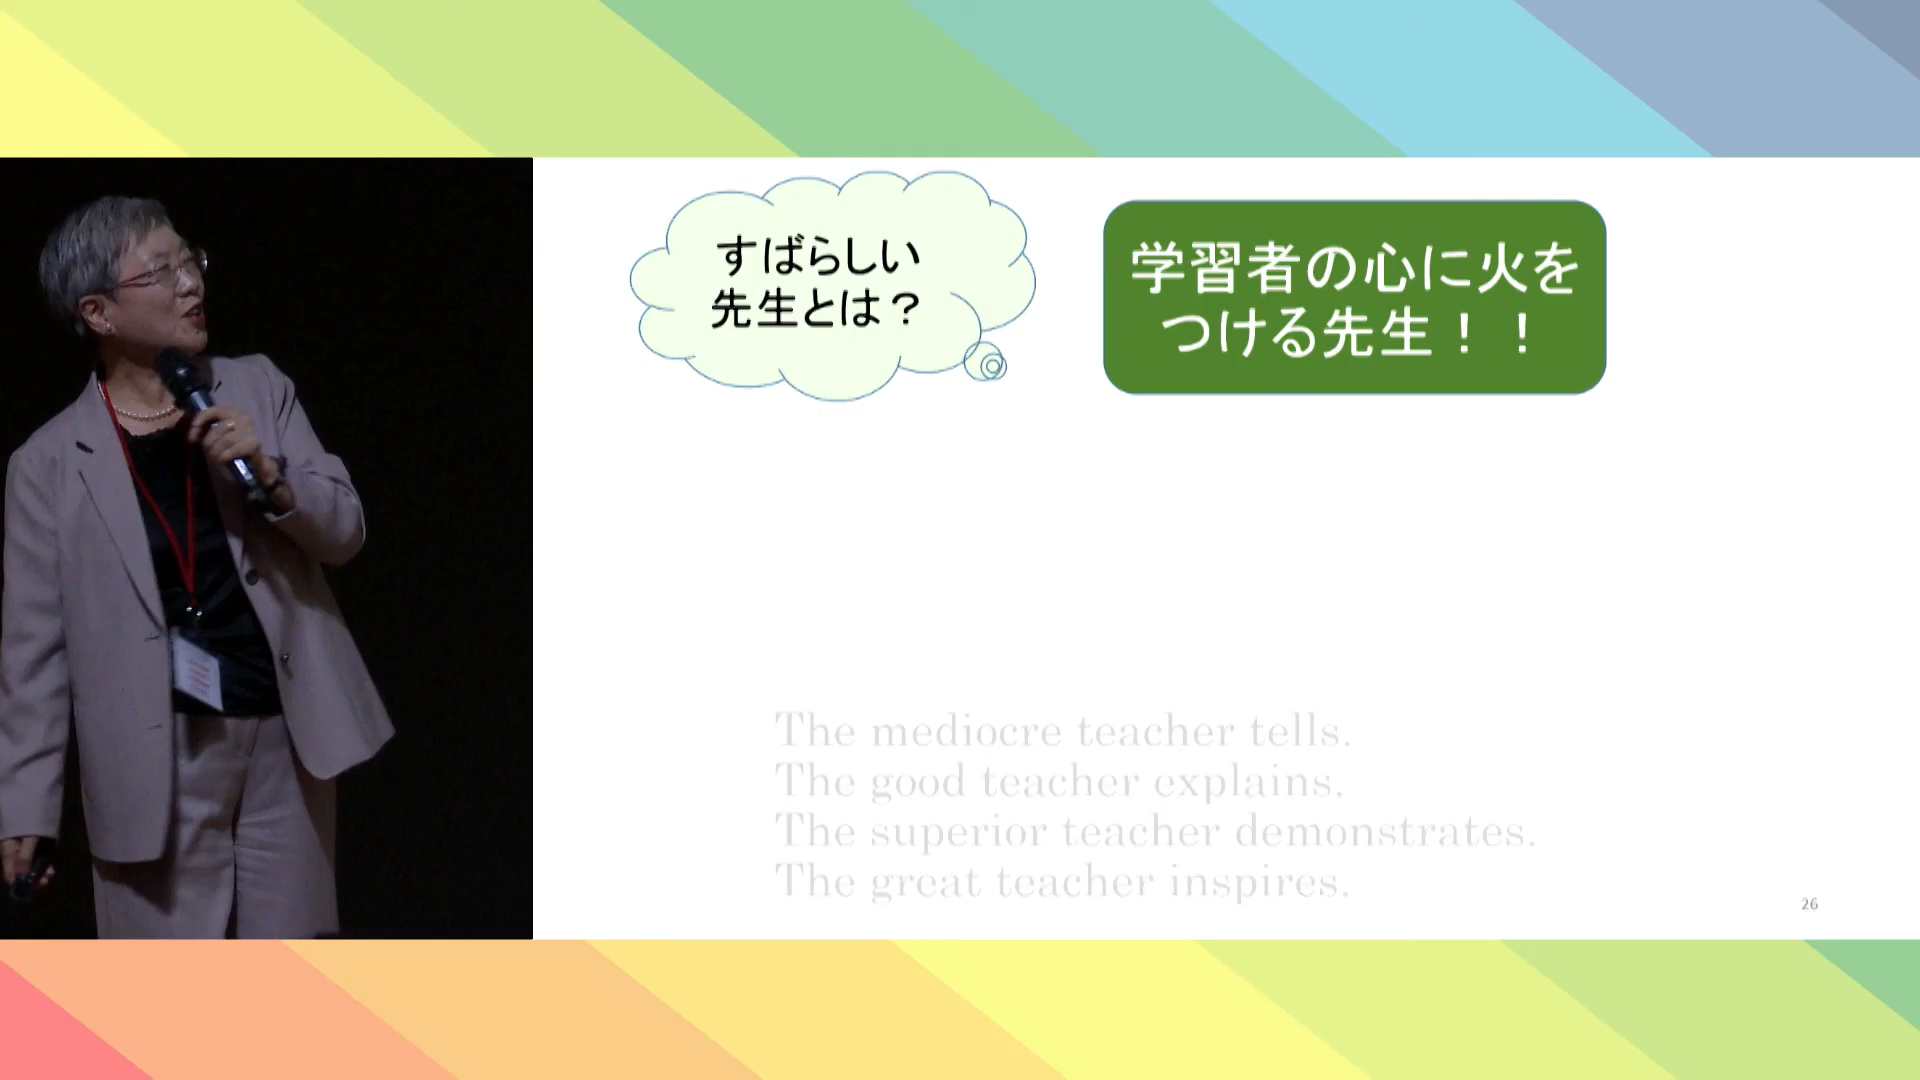 すばらしい
先生とは？
学習者の心に火を
つける先生！！
The mediocre teacher tells.
The good teacher explains.
The superior teacher demonstrates.
The great teacher inspires.
26